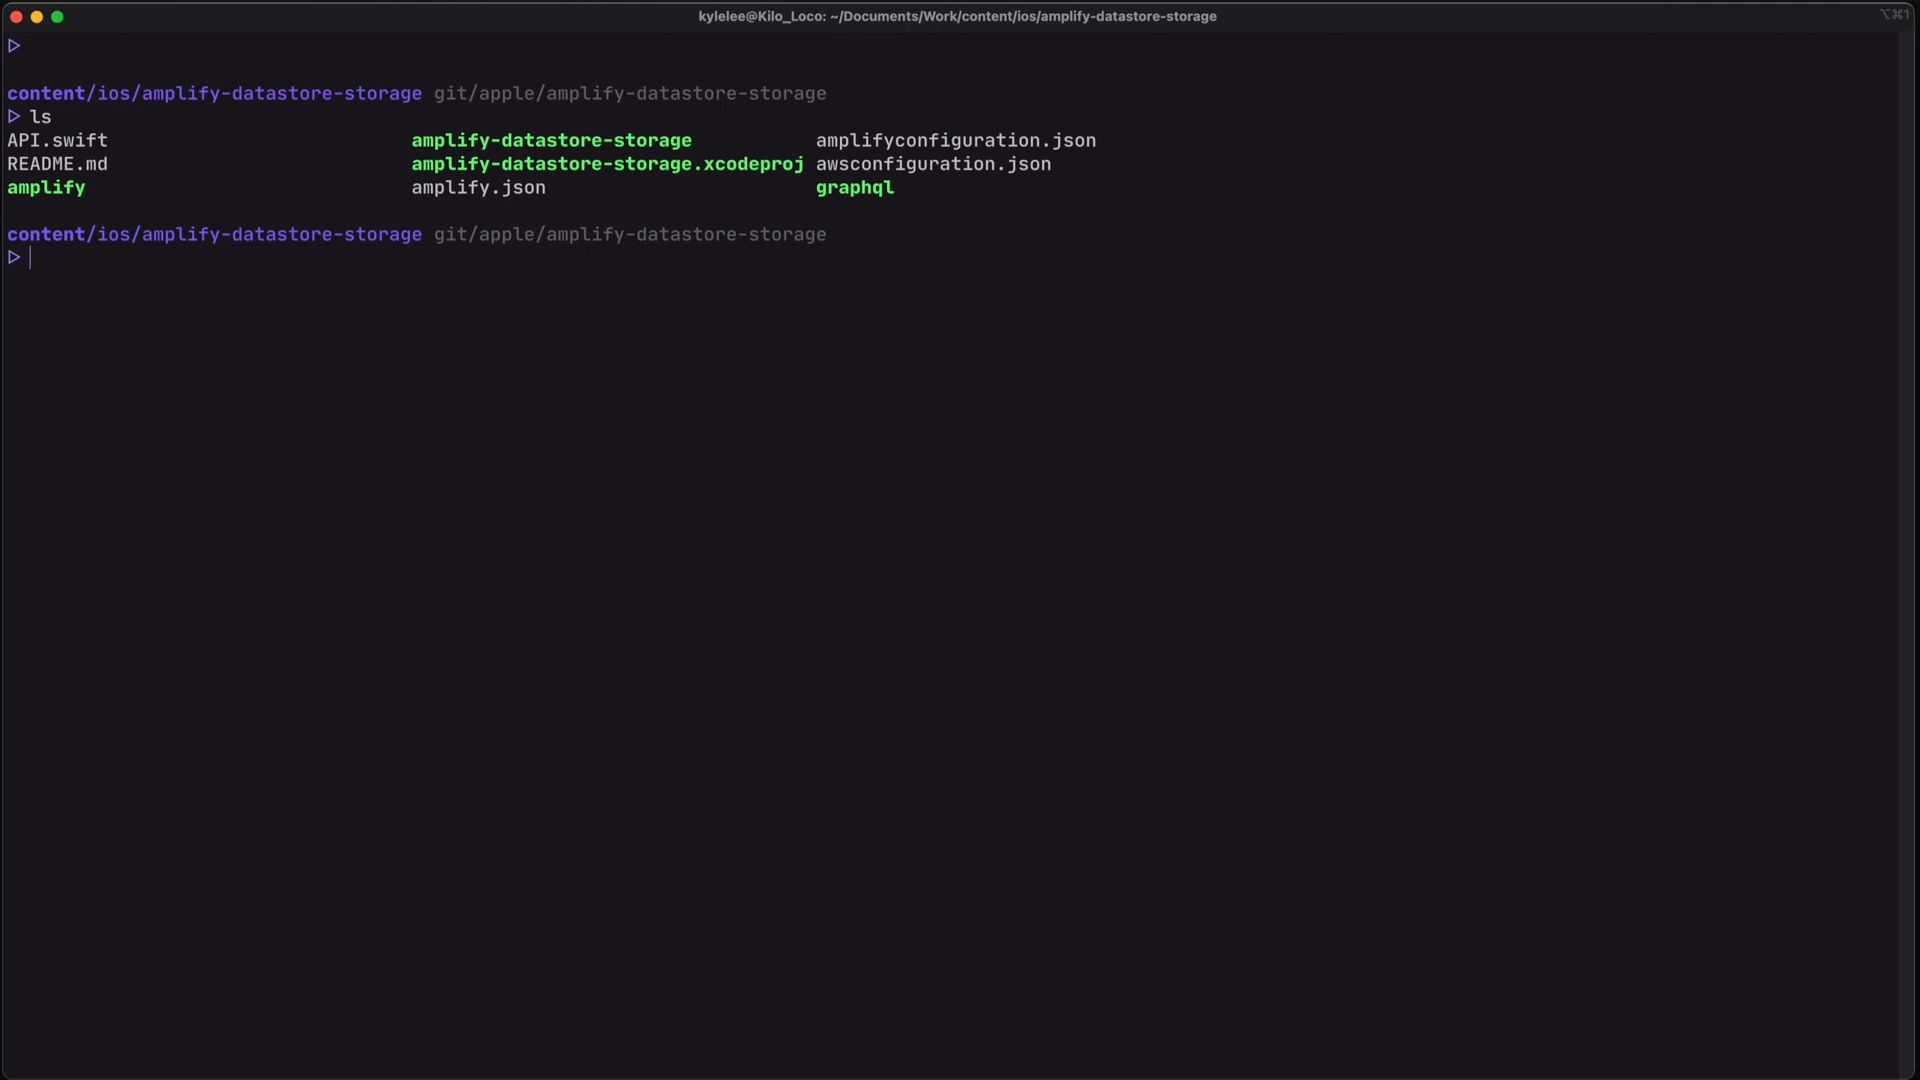 kylelee@Kilo_Loco: ~/Documents/Work/content/ios/amplify-datastore-storage
⌥⌘1
▷
content/ios/amplify-datastore-storage git/apple/amplify-datastore-storage
▷ ls
API.swift amplify-datastore-storage amplifyconfiguration.json
README.md amplify-datastore-storage.xcodeproj awsconfiguration.json
amplify amplify.json graphql
content/ios/amplify-datastore-storage git/apple/amplify-datastore-storage
▷